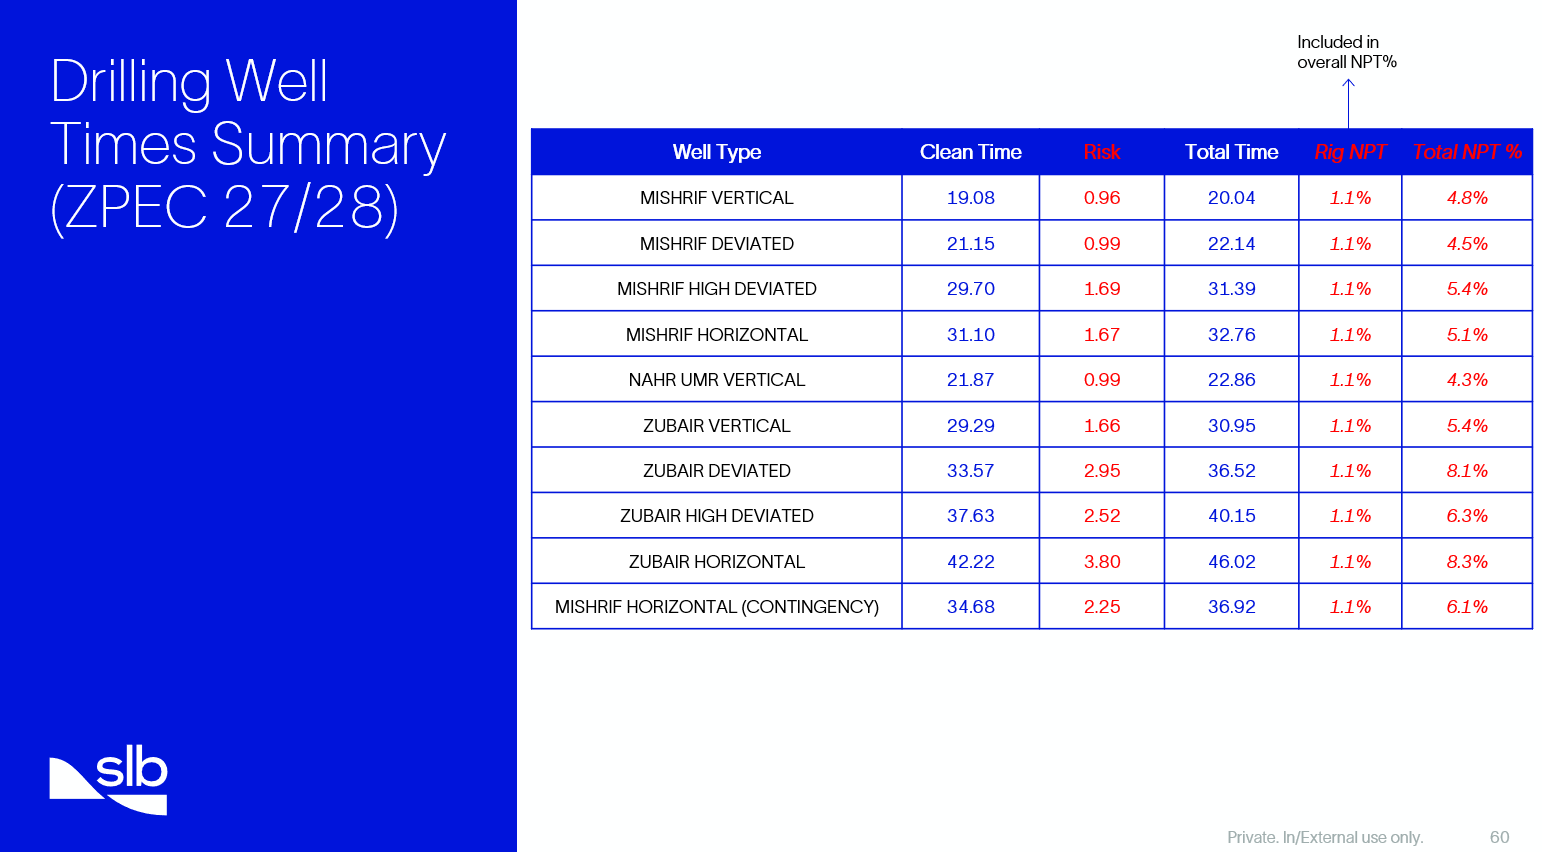 Drilling Well
Times Summary
(ZPEC 27/28)
Included in
overall NPT%
Well Type Clean Time Risk Total Time Rig NPT Total NPT %
MISHRIF VERTICAL 19.08 0.96 20.04 1.1% 4.8%
MISHRIF DEVIATED 21.15 0.99 22.14 1.1% 4.5%
MISHRIF HIGH DEVIATED 29.70 1.69 31.39 1.1% 5.4%
MISHRIF HORIZONTAL 31.10 1.67 32.76 1.1% 5.1%
NAHR UMR VERTICAL 21.87 0.99 22.86 1.1% 4.3%
ZUBAIR VERTICAL 29.29 1.66 30.95 1.1% 5.4%
ZUBAIR DEVIATED 33.57 2.95 36.52 1.1% 8.1%
ZUBAIR HIGH DEVIATED 37.63 2.52 40.15 1.1% 6.3%
ZUBAIR HORIZONTAL 42.22 3.80 46.02 1.1% 8.3%
MISHRIF HORIZONTAL (CONTINGENCY) 34.68 2.25 36.92 1.1% 6.1%
slb
Private. In/External use only. 60